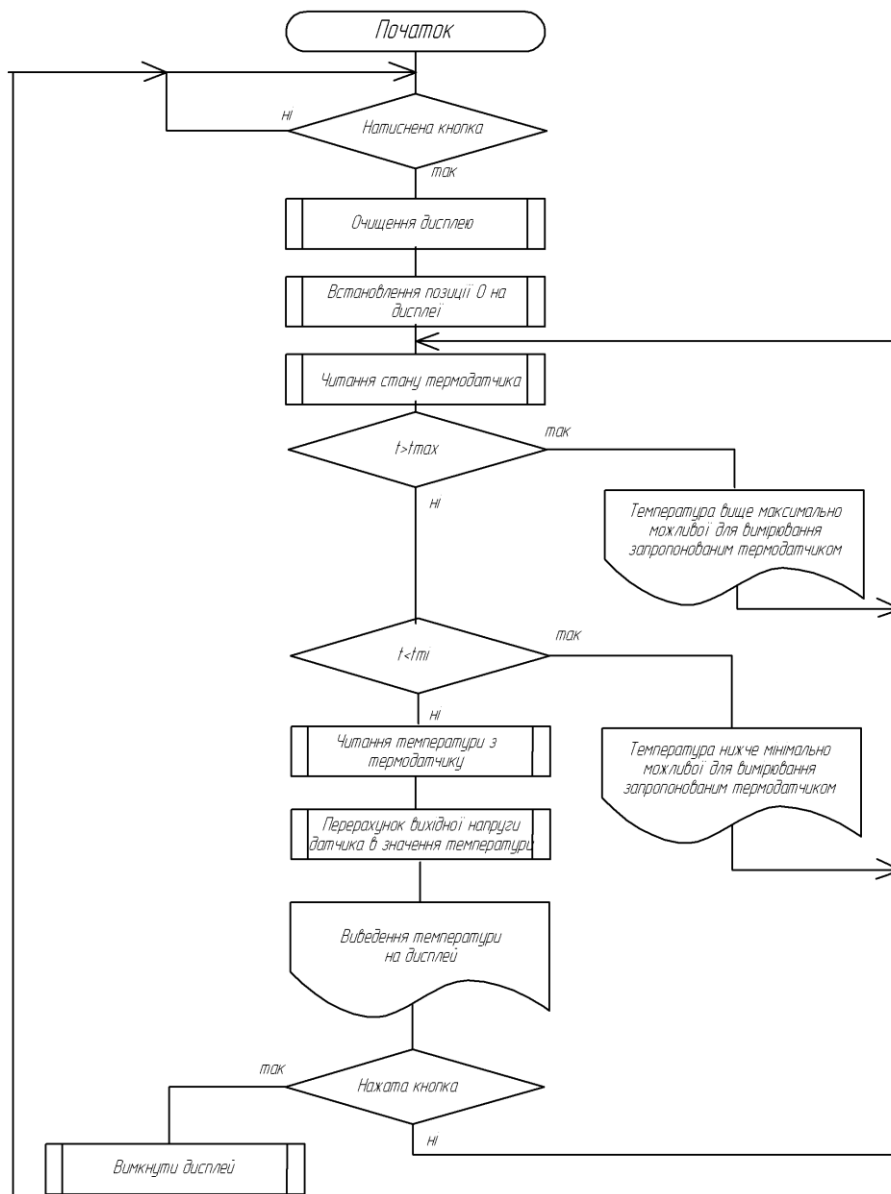 Початок
ні
Натиснена кнопка
так
Очищення дисплею
Встановлення позиції 0 на
дисплеї
Читання стану термодатчика
t>tmax
так
ні
Температура вище максимально
можливої для вимірювання
запропонованим термодатчиком
t<tmi
так
ні
Читання температури з
термодатчику
Температура нижче мінімально
можливої для вимірювання
запропонованим термодатчиком
Перерахунок вихідної напруги
датчика в значення температури
Виведення температури
на дисплей
так
Нажата кнопка
ні
Вимкнути дисплей